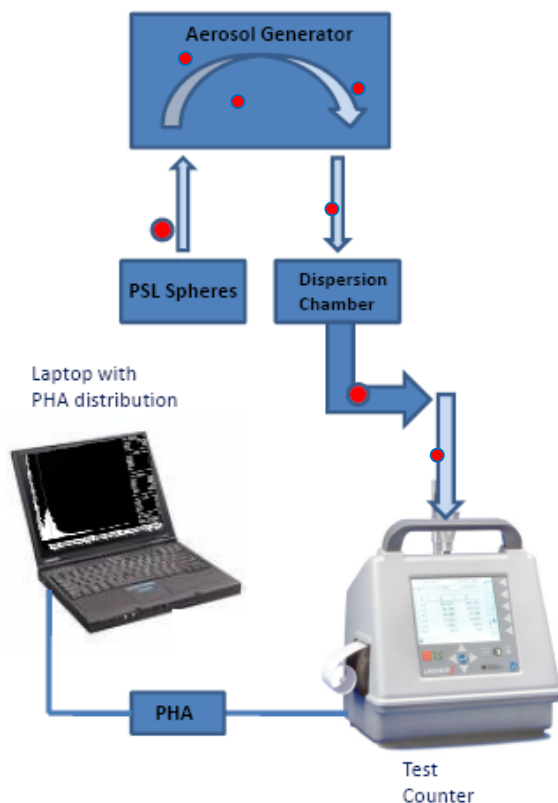 Aerosol Generator
PSL Spheres
Dispersion
Chamber
Laptop with
PHA distribution
PHA
Test
Counter